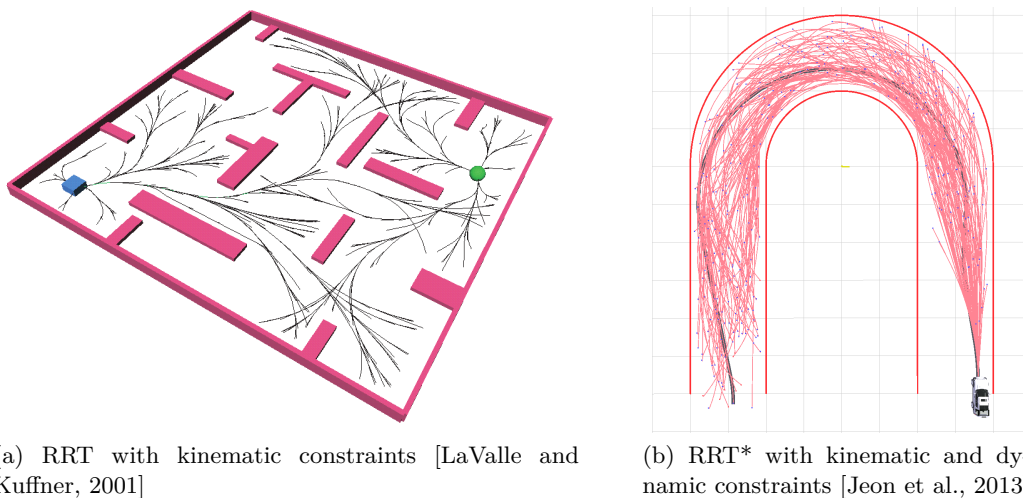 a) RRT with kinematic constraints [LaValle and
Kuffner, 2001]
(b) RRT* with kinematic and dy-
namic constraints [Jeon et al., 2013